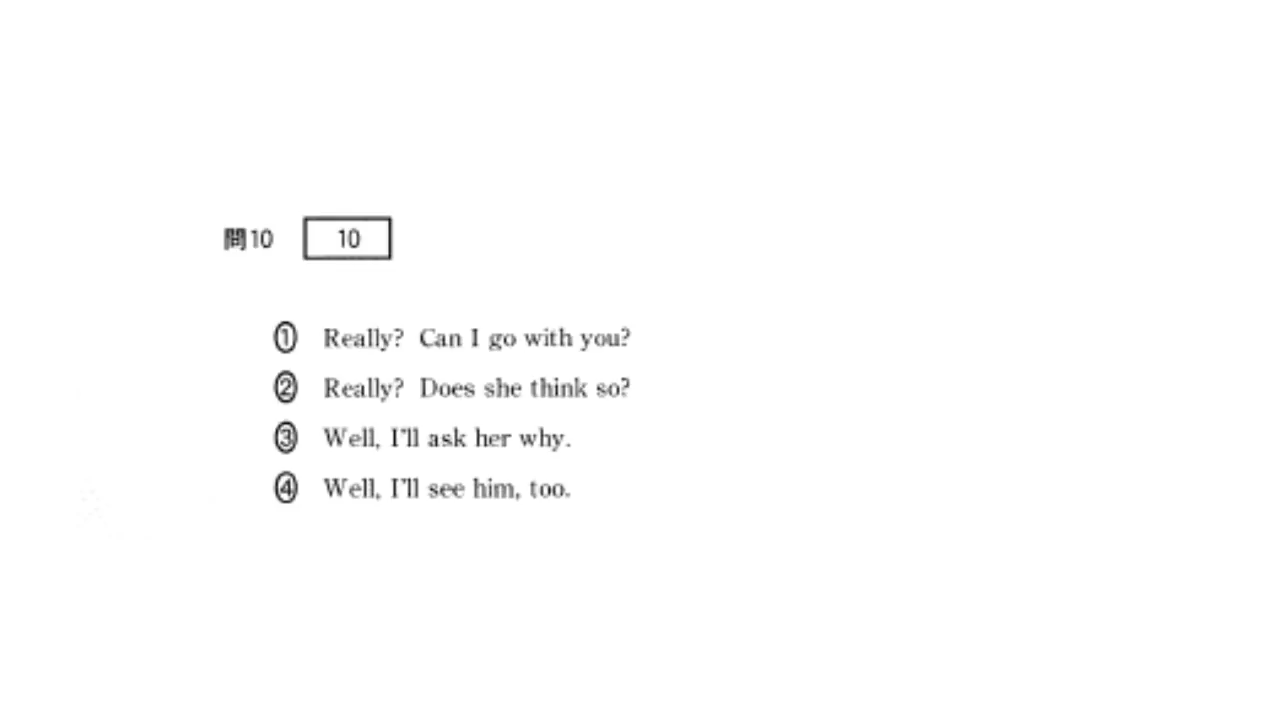 問10 10
① Really? Can I go with you?
② Really? Does she think so?
③ Well, I'll ask her why.
④ Well, I'll see him, too.